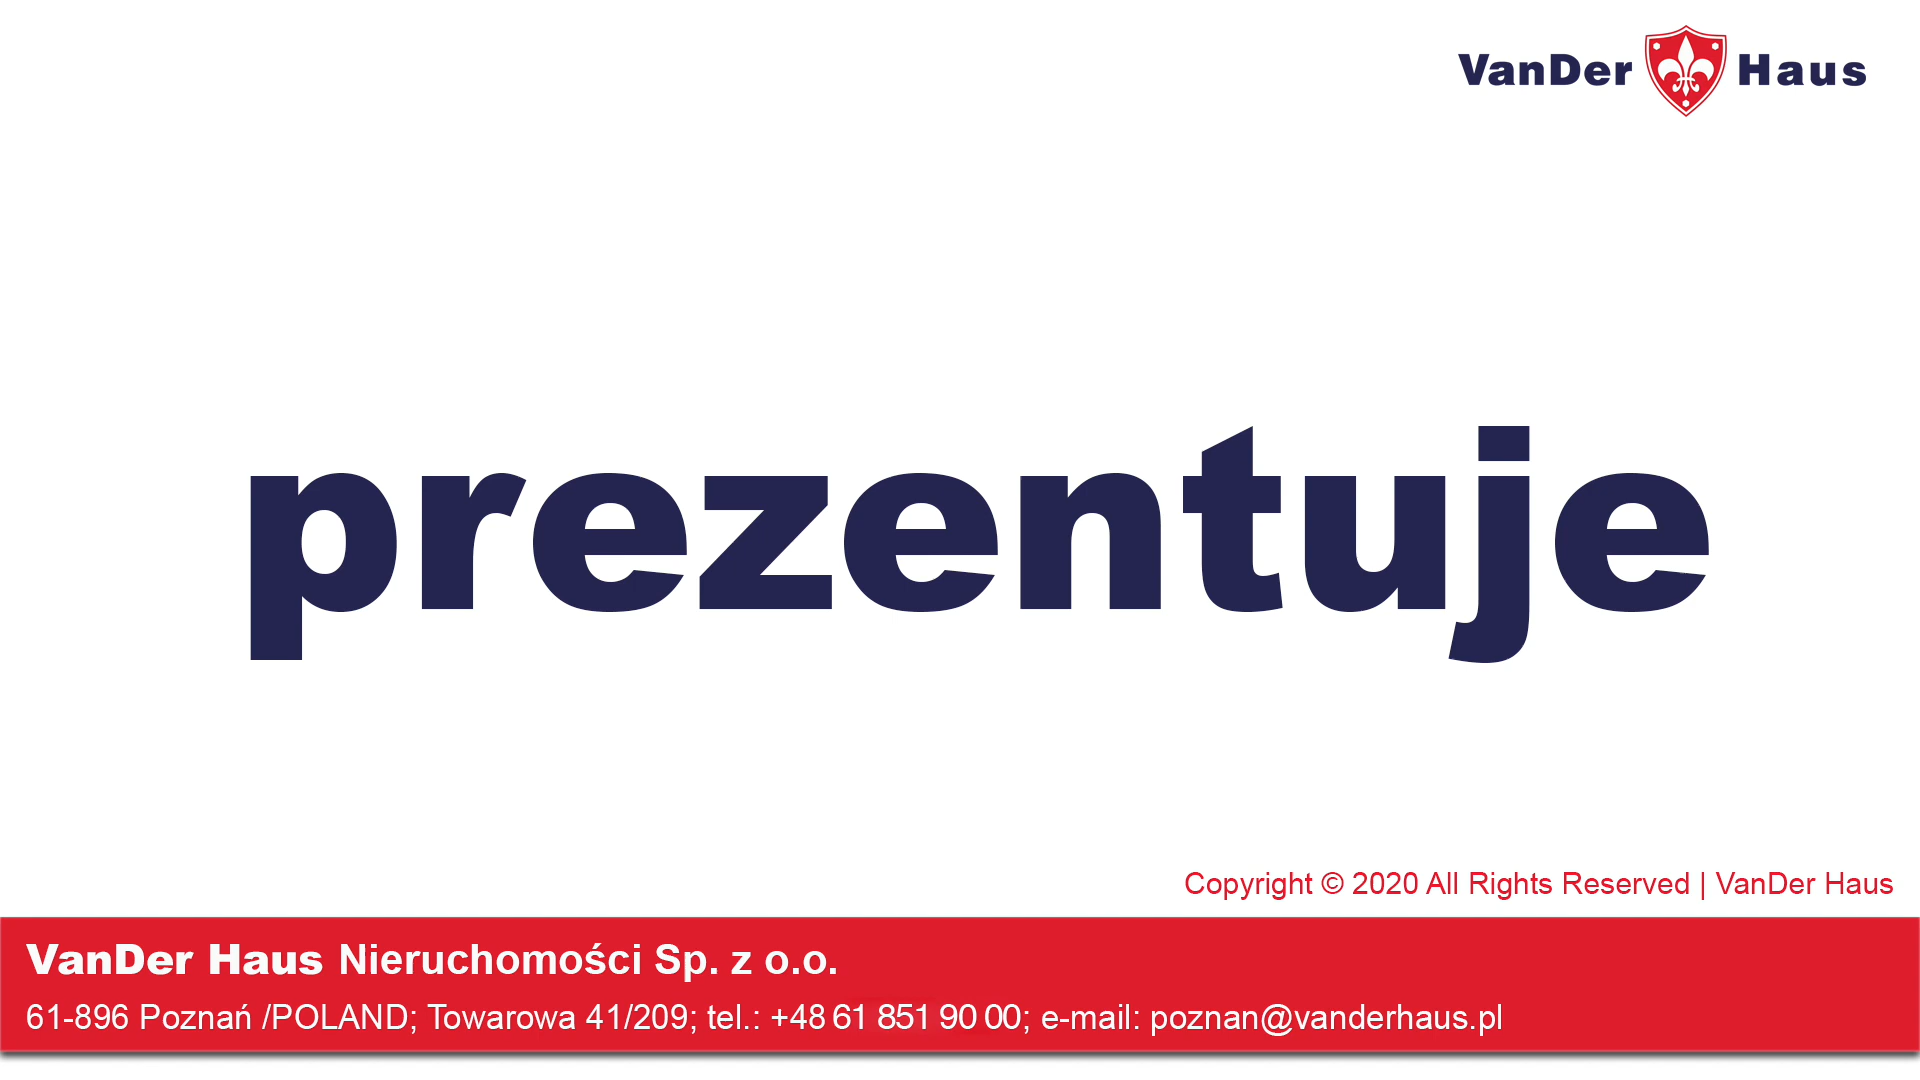 VanDer Haus
prezentuje
Copyright © 2020 All Rights Reserved | VanDer Haus
VanDer Haus Nieruchomości Sp. z o.o.
61-896 Poznań /POLAND; Towarowa 41/209; tel.: +48 61 851 90 00; e-mail: poznan@vanderhaus.pl